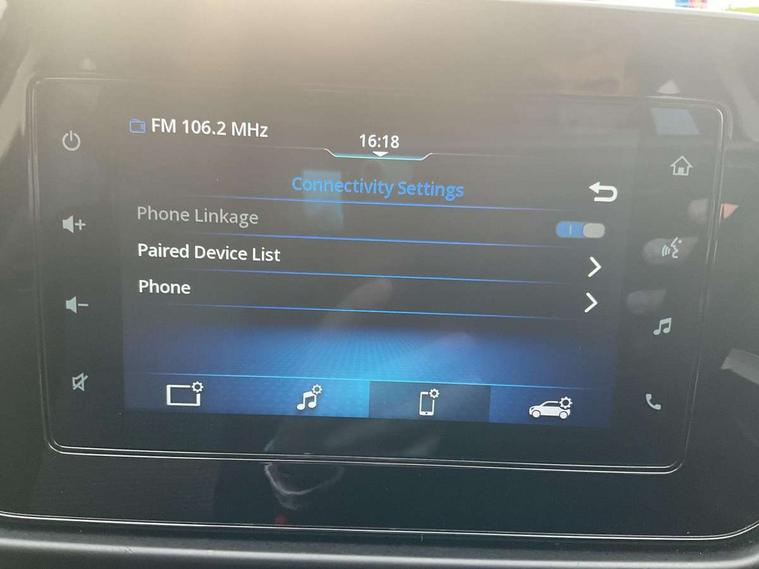 FM 106.2 MHz
16:18
Connectivity Settings
Phone Linkage
Paired Device List
Phone